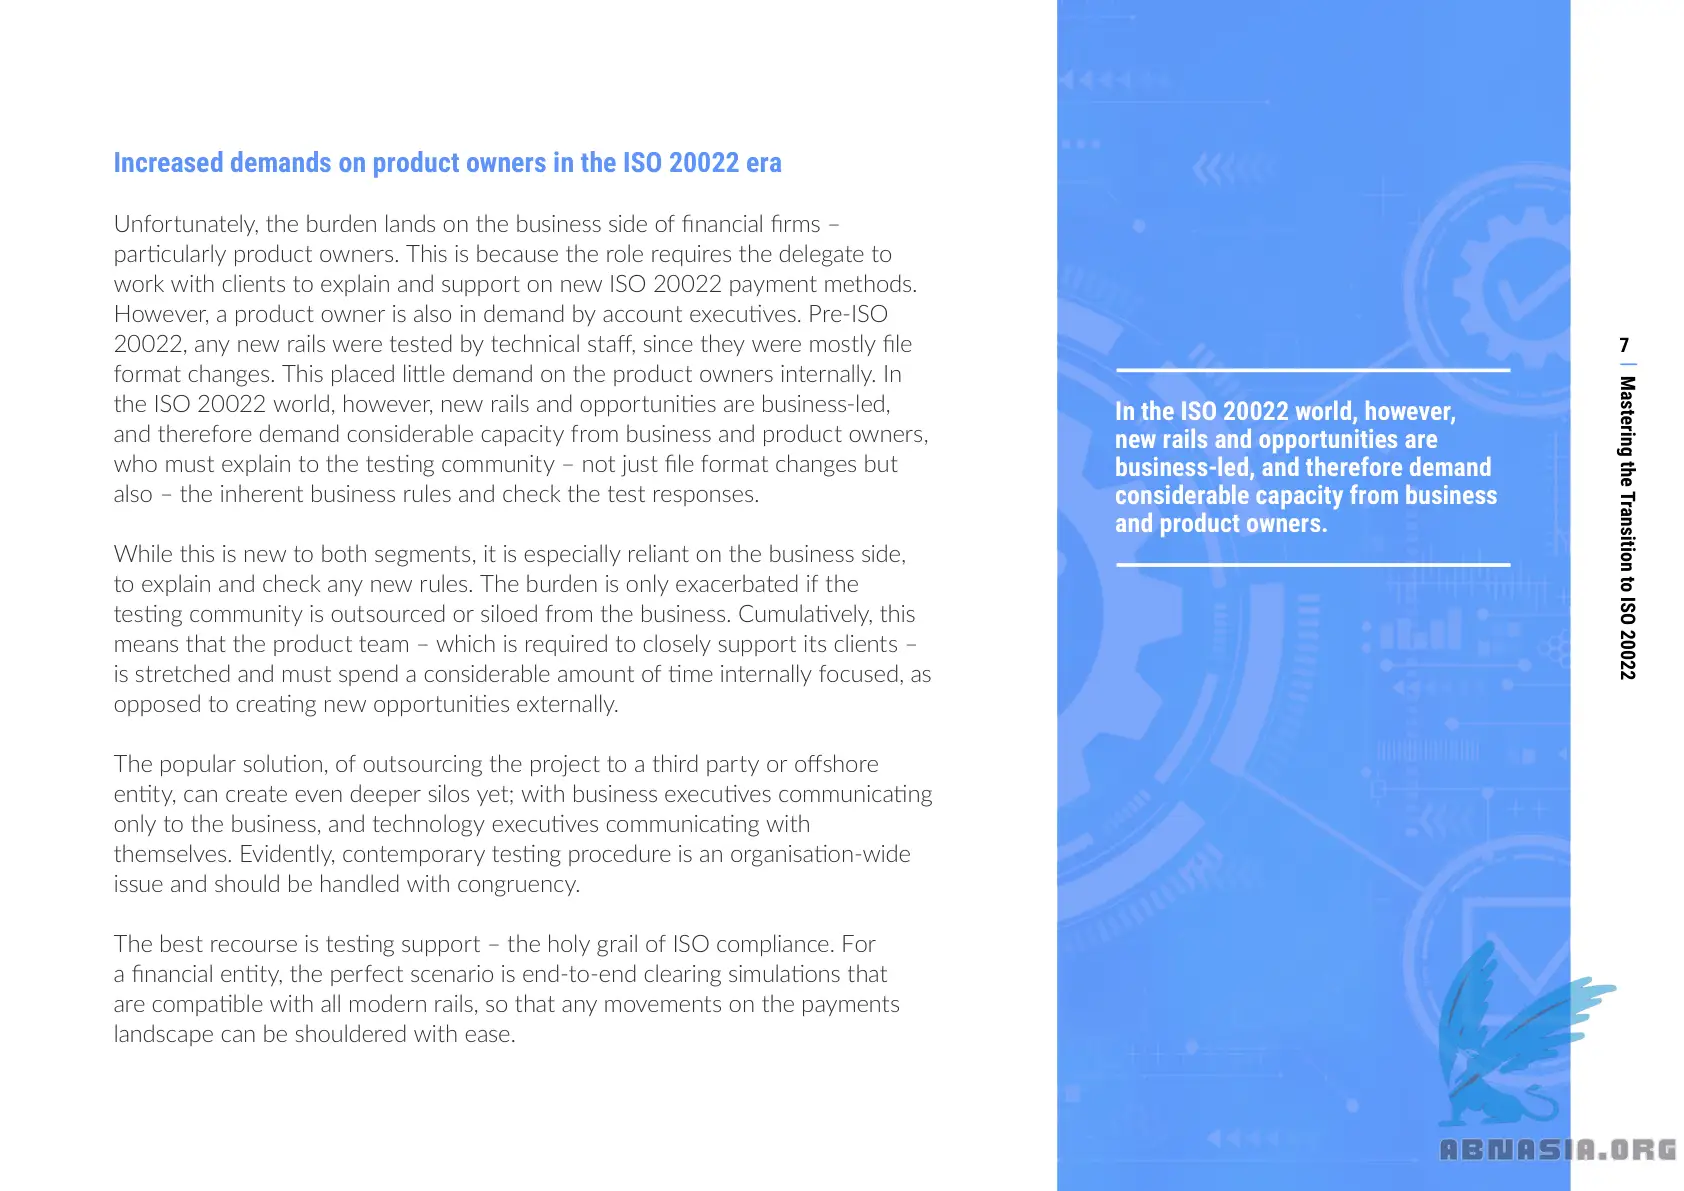 Increased demands on product owners in the ISO 20022 era
Unfortunately, the burden lands on the business side of financial firms –
particularly product owners. This is because the role requires the delegate to
work with clients to explain and support on new ISO 20022 payment methods.
However, a product owner is also in demand by account executives. Pre-ISO
20022, any new rails were tested by technical staff, since they were mostly file
format changes. This placed little demand on the product owners internally. In
the ISO 20022 world, however, new rails and opportunities are business-led,
and therefore demand considerable capacity from business and product owners,
who must explain to the testing community – not just file format changes but
also – the inherent business rules and check the test responses.
While this is new to both segments, it is especially reliant on the business side,
to explain and check any new rules. The burden is only exacerbated if the
testing community is outsourced or siloed from the business. Cumulatively, this
means that the product team – which is required to closely support its clients –
is stretched and must spend a considerable amount of time internally focused, as
opposed to creating new opportunities externally.
The popular solution, of outsourcing the project to a third party or offshore
entity, can create even deeper silos yet; with business executives communicating
only to the business, and technology executives communicating with
themselves. Evidently, contemporary testing procedure is an organisation-wide
issue and should be handled with congruency.
The best recourse is testing support – the holy grail of ISO compliance. For
a financial entity, the perfect scenario is end-to-end clearing simulations that
are compatible with all modern rails, so that any movements on the payments
landscape can be shouldered with ease.
In the ISO 20022 world, however,
new rails and opportunities are
business-led, and therefore demand
considerable capacity from business
and product owners.
7
Mastering the Transition to ISO 20022
ABNASIA.ORG